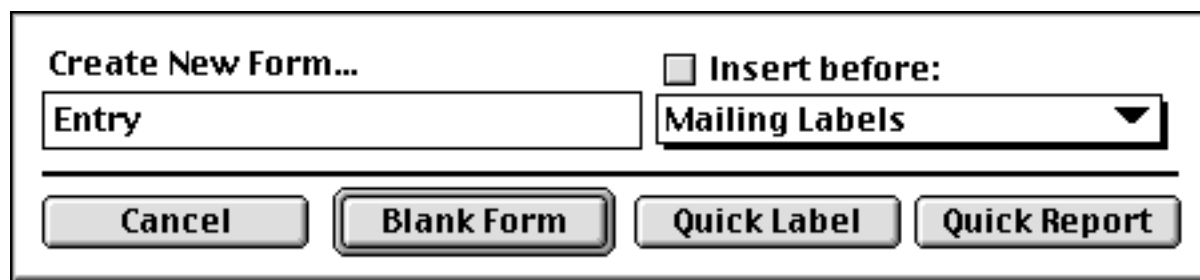 Create New Form...
Insert before:
Entry
Mailing Labels
Cancel
Blank Form
Quick Label
Quick Report